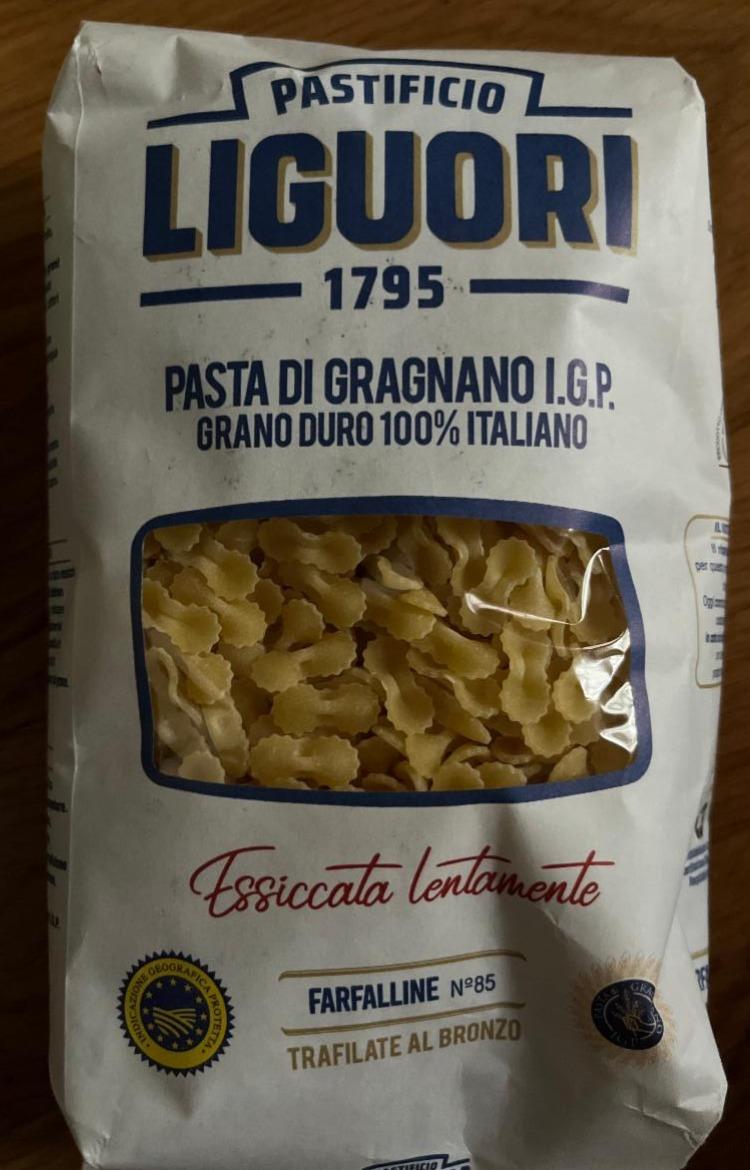 PASTIFICIO
LIGUORI
1795
PASTA DI GRAGNANO I.G.P.
GRANO DURO 100% ITALIANO
Essiccata lentamente
INDICAZIONE GEOGRAFICA PROTETTA
FARFALLINE Nº85
TRAFILATE AL BRONZO
PASTIFICIO